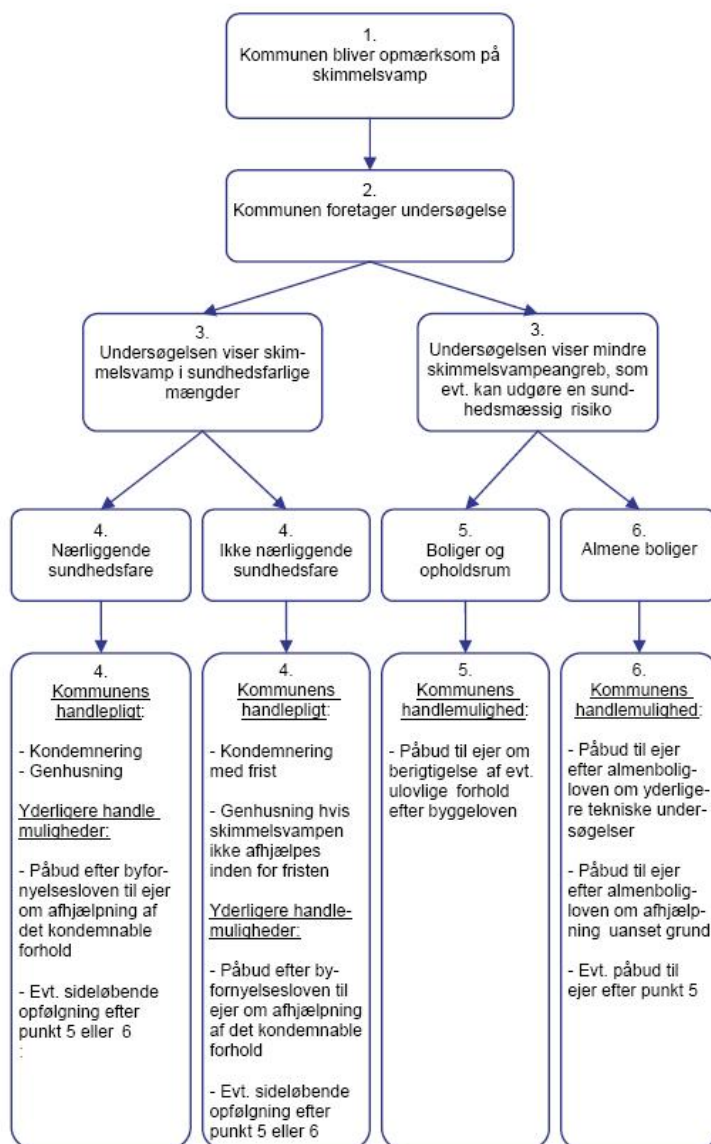 1.
Kommunen bliver opmærksom på
skimmelsvamp
2.
Kommunen foretager undersøgelse
3.
Undersøgelsen viser skim-
melsvamp i sundhedsfarlige
mængder
3.
Undersøgelsen viser mindre
skimmelsvampeangreb, som
evt. kan udgøre en sund-
hedsmæssig risiko
4.
Nærliggende
sundhedsfare
4.
Ikke nærliggende
sundhedsfare
5.
Boliger og
opholdsrum
6.
Almene boliger
4.
Kommunens
handlepligt:
- Kondemnering
- Genhusning
Yderligere handle
muligheder:
- Påbud efter byfor-
nyelsesloven til ejer
om afhjælpning af
det kondemnable
forhold
- Evt. sideløbende
opfølgning efter
punkt 5 eller 6
:
4.
Kommunens
handlepligt:
- Kondemnering
med frist
- Genhusning hvis
skimmelsvampen
ikke afhjælpes
inden for fristen
Yderligere handle-
muligheder:
- Påbud efter by-
fornyelsesloven til
ejer om afhjælpning
af det kondemnable
forhold
- Evt. sideløbende
opfølgning efter
punkt 5 eller 6
5.
Kommunens
handlemulighed:
- Påbud til ejer om
berigtigelse af evt.
ulovlige forhold
efter byggeloven
6.
Kommunens
handlemulighed:
- Påbud til ejer
efter almenbolig-
loven om yderlige-
re tekniske under-
søgelser
- Påbud til ejer
efter almenbolig-
loven om afhjælp-
ning uanset grund
- Evt. påbud til
ejer efter punkt 5